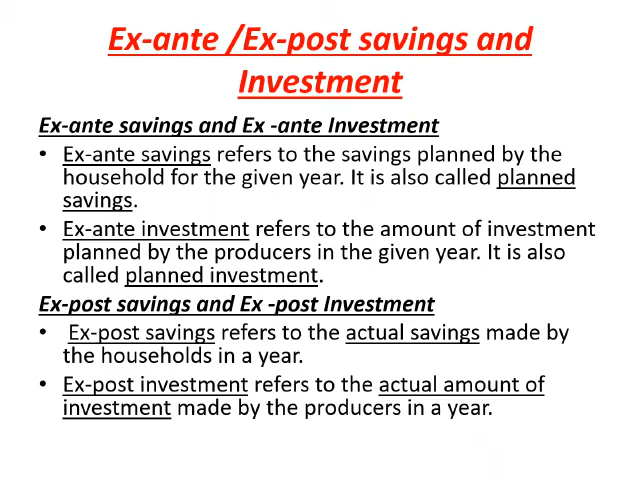 Ex-ante /Ex-post savings and
Investment
Ex-ante savings and Ex -ante Investment
• Ex-ante savings refers to the savings planned by the
household for the given year. It is also called planned
savings.
• Ex-ante investment refers to the amount of investment
planned by the producers in the given year. It is also
called planned investment.
Ex-post savings and Ex -post Investment
• Ex-post savings refers to the actual savings made by
the households in a year.
• Ex-post investment refers to the actual amount of
investment made by the producers in a year.